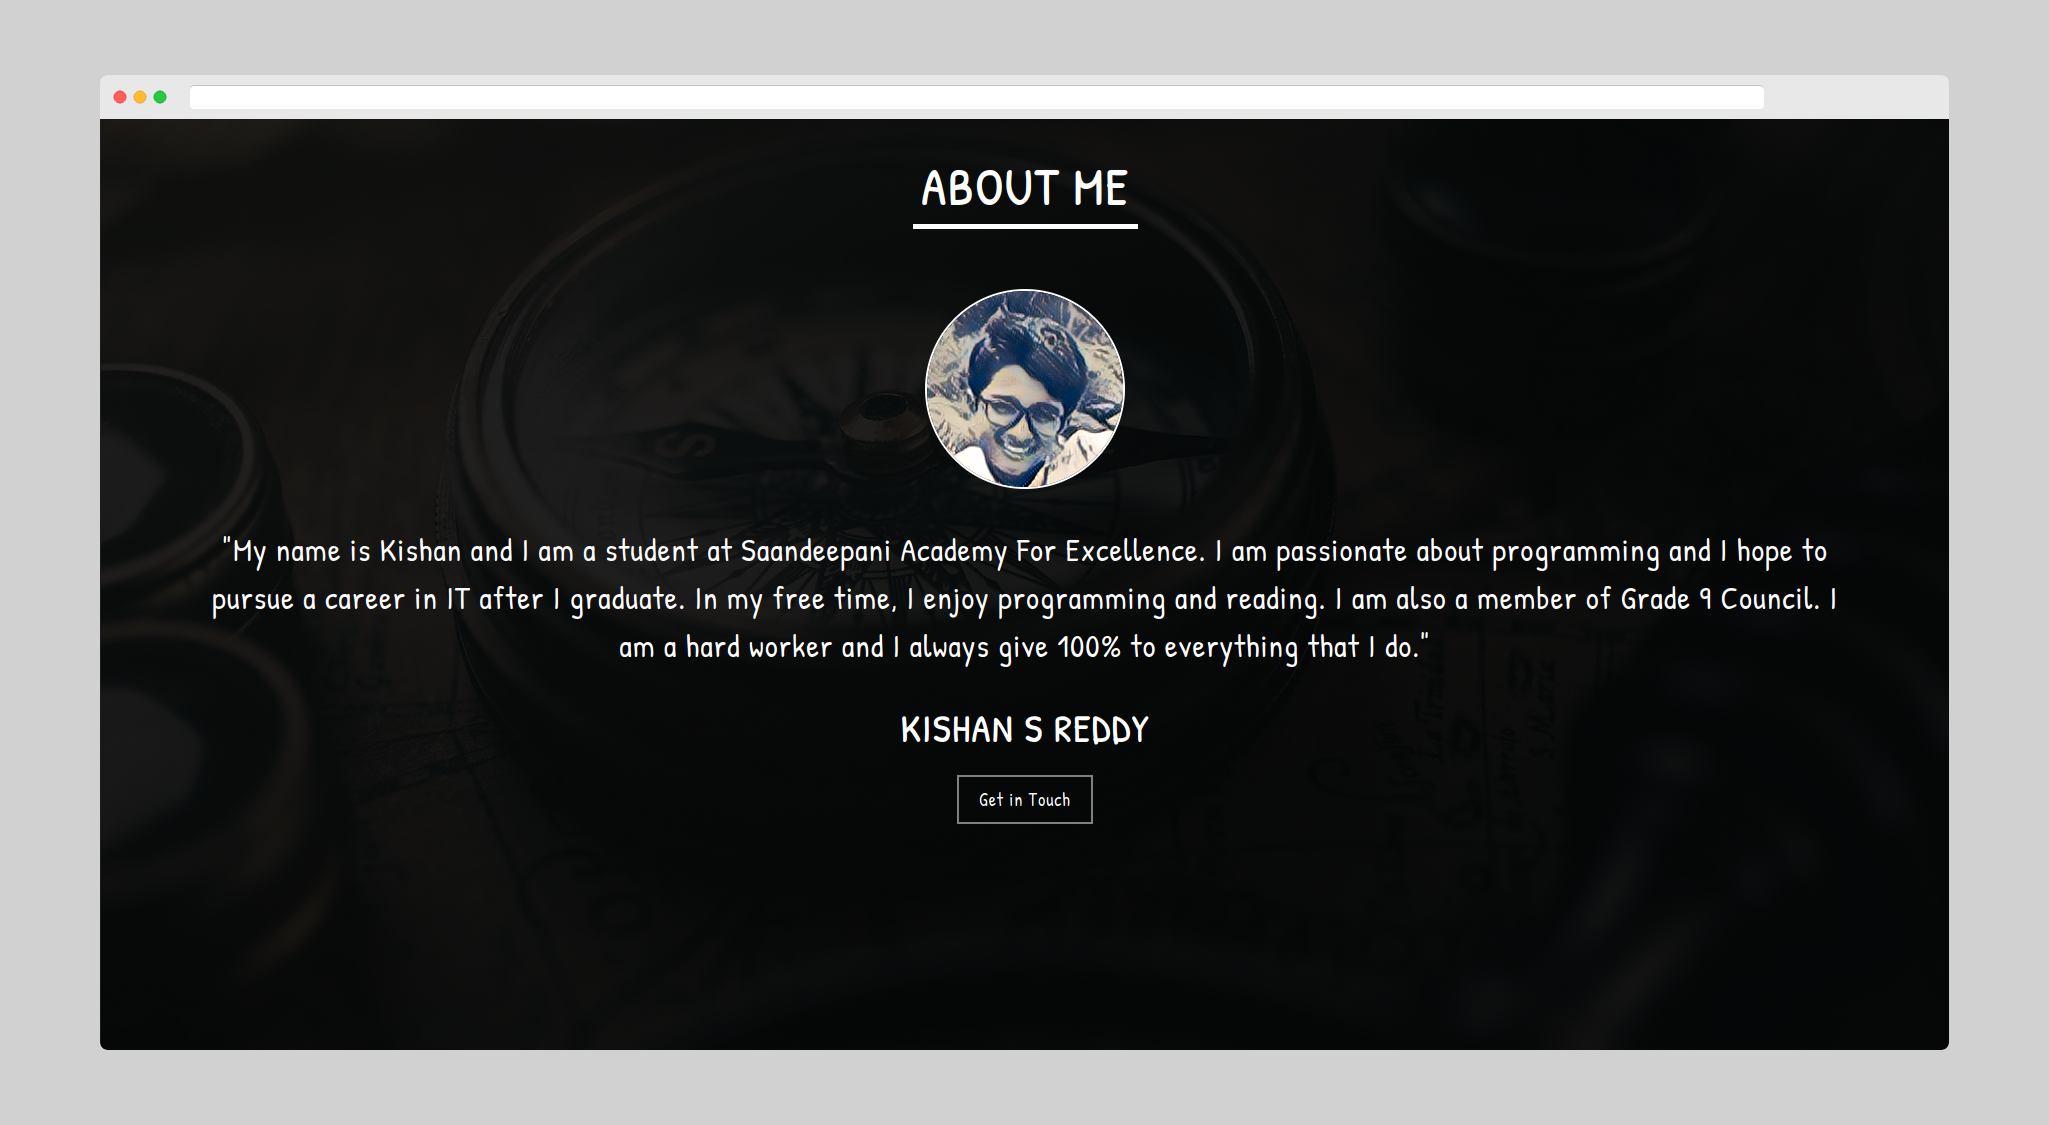 ABOUT ME
"My name is Kishan and I am a student at Saandeepani Academy For Excellence. I am passionate about programming and I hope to
pursue a career in IT after I graduate. In my free time, I enjoy programming and reading. I am also a member of Grade 9 Council. I
am a hard worker and I always give 100% to everything that I do."
KISHAN S REDDY
Get in Touch